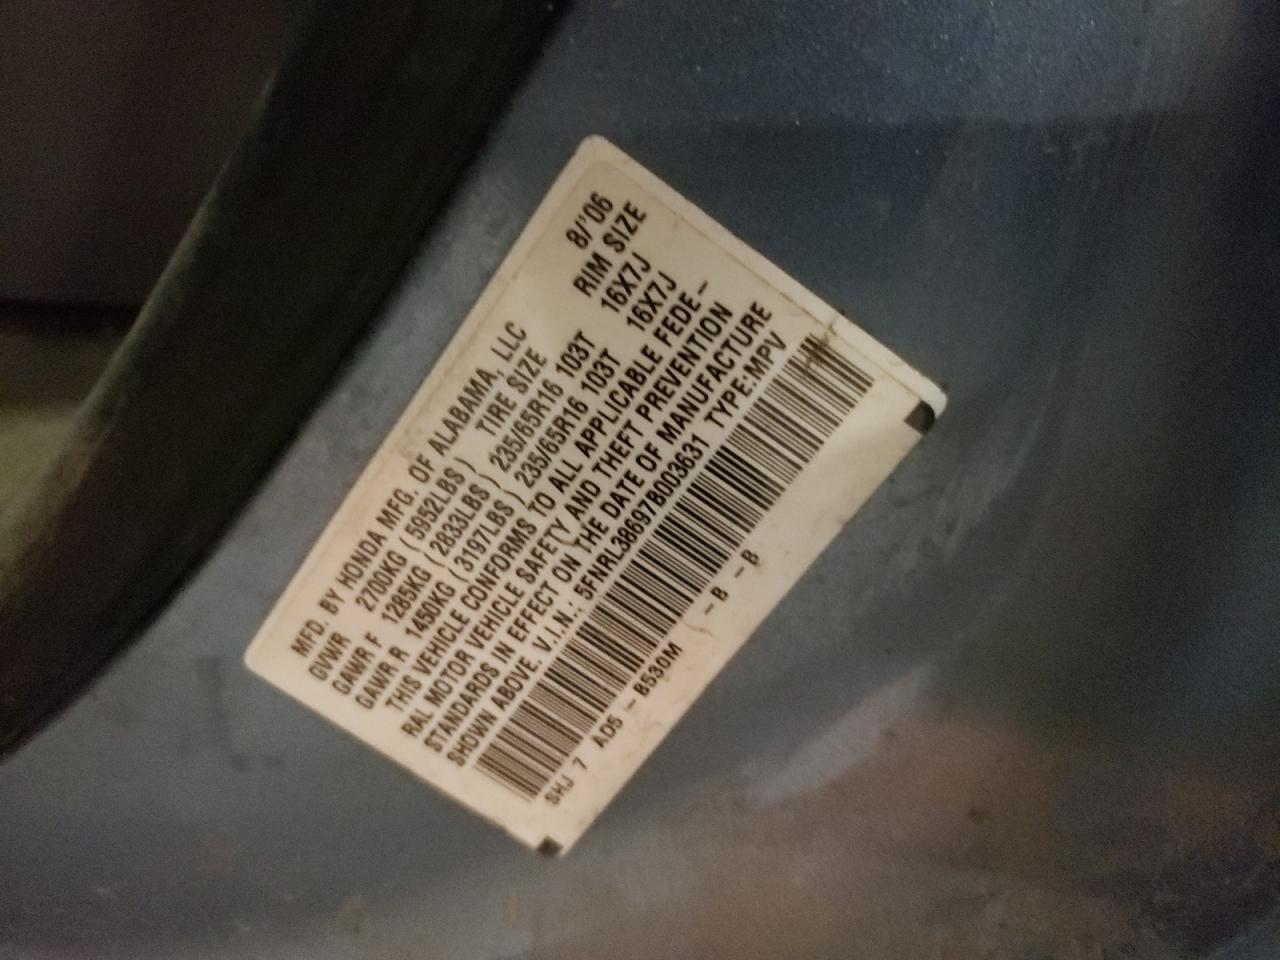 MFD. BY HONDA MFG. OF ALABAMA, LLC 8/'06
GVWR 2700KG (5952LBS) TIRE SIZE RIM SIZE
GAWR F 1285KG (2833LBS) 235/65R16 103T 16X7J
GAWR R 1450KG (3197LBS) 235/65R16 103T 16X7J
THIS VEHICLE CONFORMS TO ALL APPLICABLE FEDE-
RAL MOTOR VEHICLE SAFETY AND THEFT PREVENTION
STANDARDS IN EFFECT ON THE DATE OF MANUFACTURE
SHOWN ABOVE. V.I.N.: 5FNRL38697B003631 TYPE:MPV
SHJ 7 AD5 - B530M - B - B